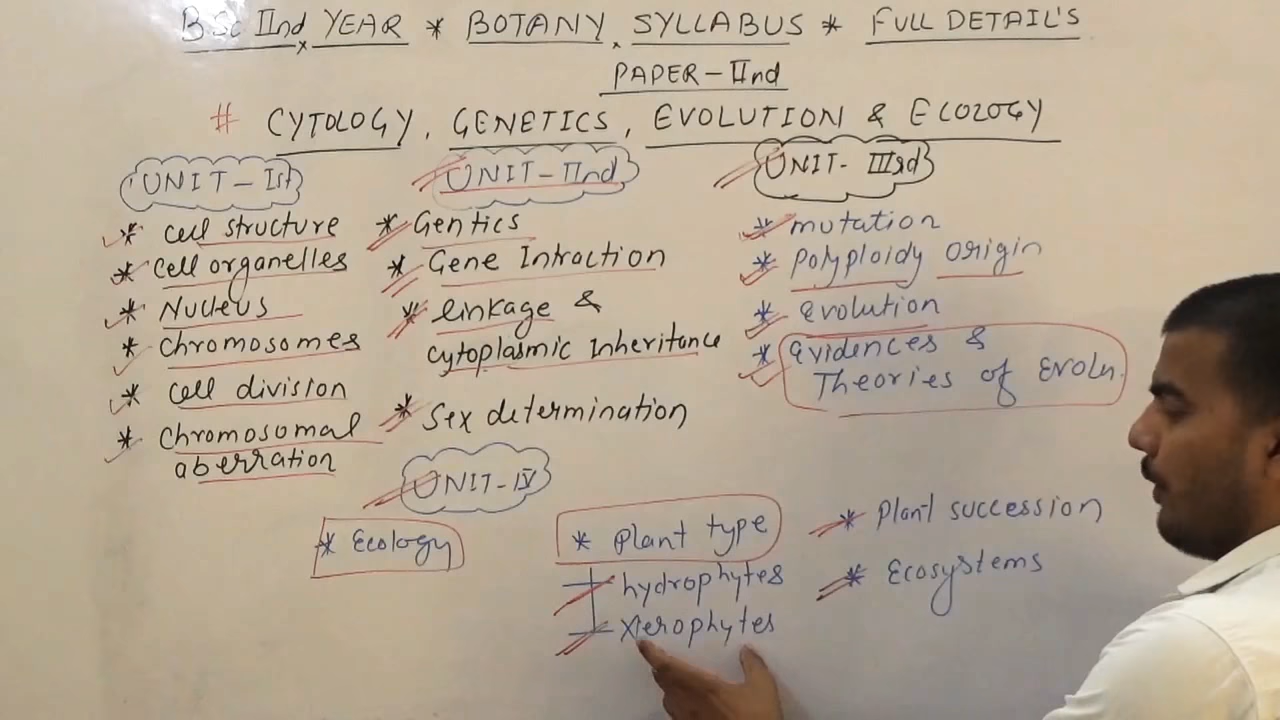 B.Sc IInd YEAR * BOTANY SYLLABUS * FULL DETAIL'S
PAPER-IInd
# CYTOLOGY, GENETICS, EVOLUTION & ECOLOGY
UNIT-Ist
* Cell structure
* Cell organelles
* Nucleus
* Chromosomes
* Cell division
* Chromosomal
aberration
UNIT-IInd
* Gentics
* Gene Intraction
* linkage &
cytoplasmic Inheritance
* Sex determination
UNIT-IIIrd
* mutation
* Polyploidy origin
* Evolution
* Evidences &
Theories of Evoln.
UNIT-IV
* Ecology
* Plant type
hydrophytes
Xerophytes
* Plant succession
* Ecosystems